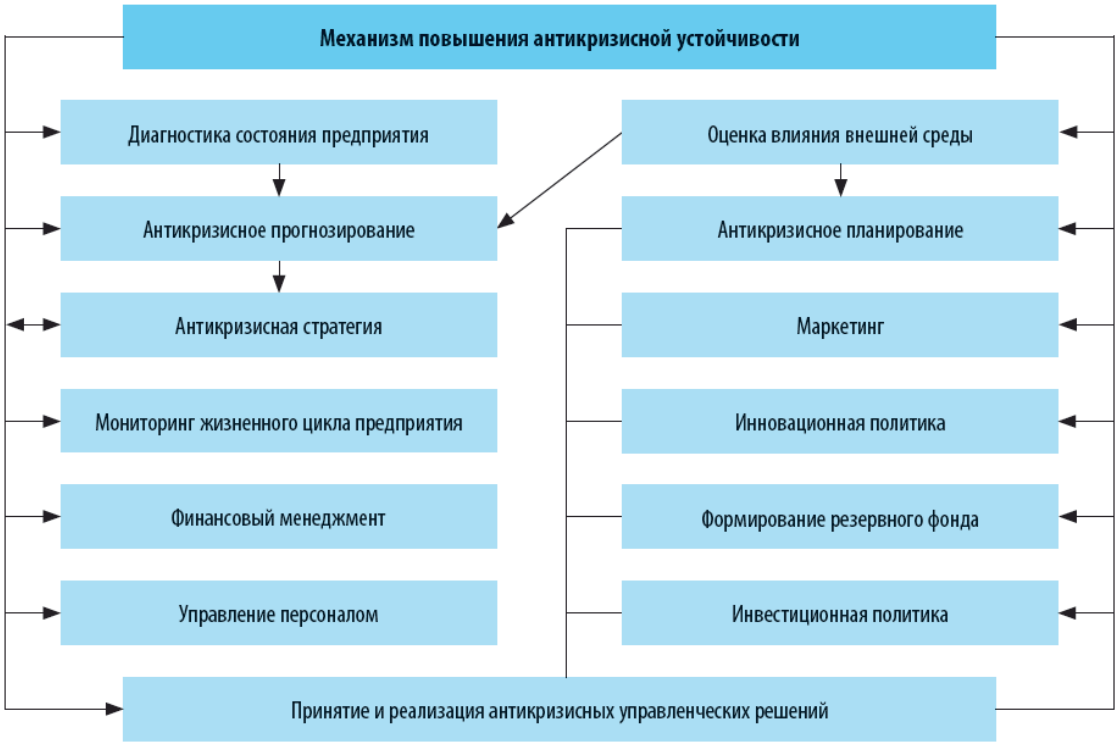 Механизм повышения антикризисной устойчивости
Диагностика состояния предприятия
Оценка влияния внешней среды
Антикризисное прогнозирование
Антикризисное планирование
Антикризисная стратегия
Маркетинг
Мониторинг жизненного цикла предприятия
Инновационная политика
Финансовый менеджмент
Формирование резервного фонда
Управление персоналом
Инвестиционная политика
Принятие и реализация антикризисных управленческих решений